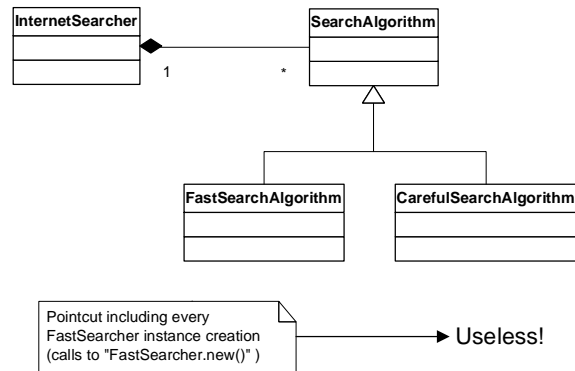 InternetSearcher
SearchAlgorithm
1
*
FastSearchAlgorithm
CarefulSearchAlgorithm
Pointcut including every
FastSearcher instance creation
(calls to "FastSearcher.new()" )
Useless!